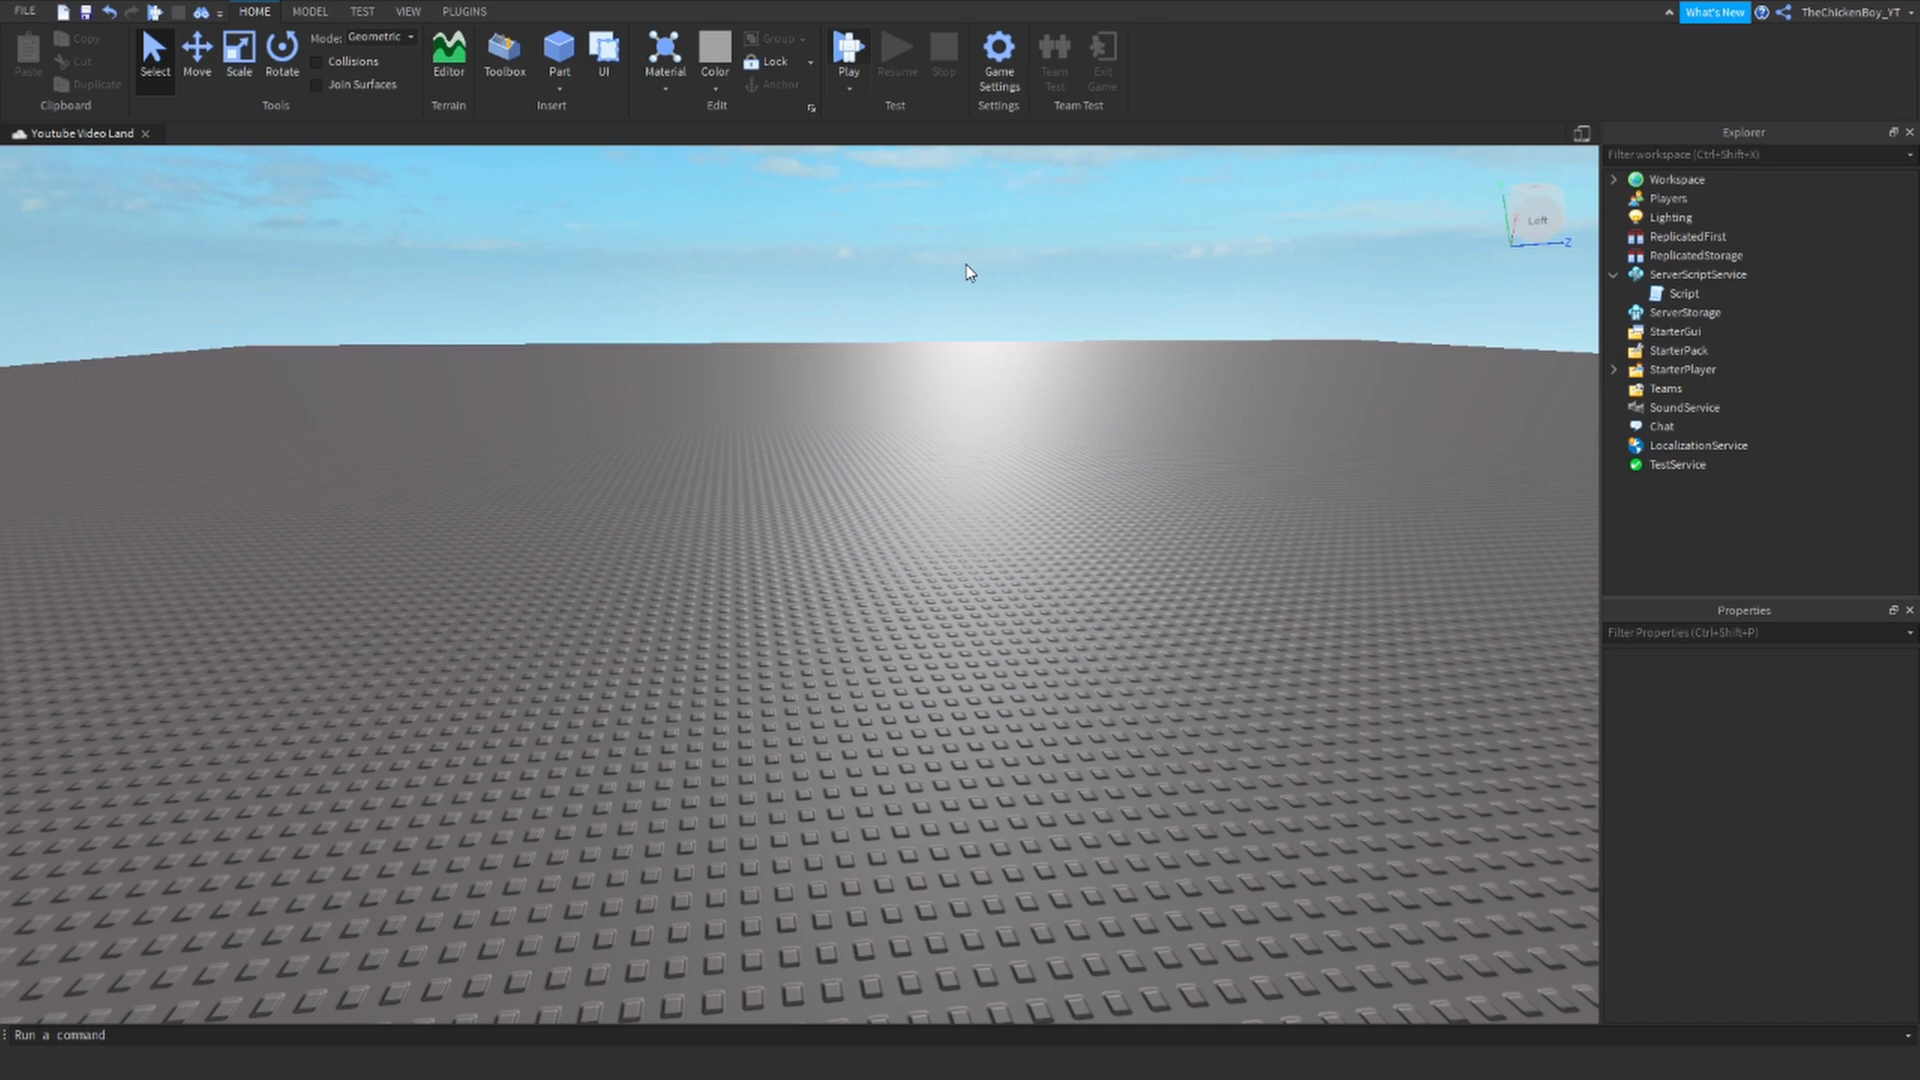 FILE HOME MODEL TEST VIEW PLUGINS What's New TheChickenBoy_YT
Paste Copy Cut Duplicate Clipboard
Select Move Scale Rotate Mode: Geometric Collisions Join Surfaces Tools
Editor Terrain
Toolbox Part UI Insert
Material Color Group Lock Anchor Edit
Play Resume Stop Test
Game Settings Settings
Team Test Exit Game Team Test
Youtube Video Land
Left
Z
Explorer
Filter workspace (Ctrl+Shift+X)
Workspace
Players
Lighting
ReplicatedFirst
ReplicatedStorage
ServerScriptService
Script
ServerStorage
StarterGui
StarterPack
StarterPlayer
Teams
SoundService
Chat
LocalizationService
TestService
Properties
Filter Properties (Ctrl+Shift+P)
Run a command